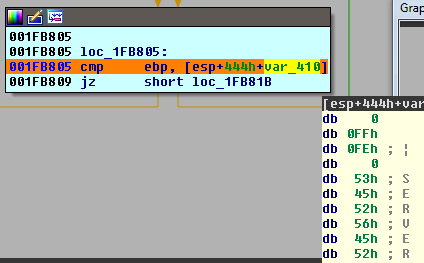 Grap
001FB805
001FB805 loc_1FB805:
001FB805 cmp ebp, [esp+444h+var_410]
001FB809 jz short loc_1FB81B
[esp+444h+var
db 0
db 0FFh
db 0FEh ; ¦
db 0
db 53h ; S
db 45h ; E
db 52h ; R
db 56h ; V
db 45h ; E
db 52h ; R